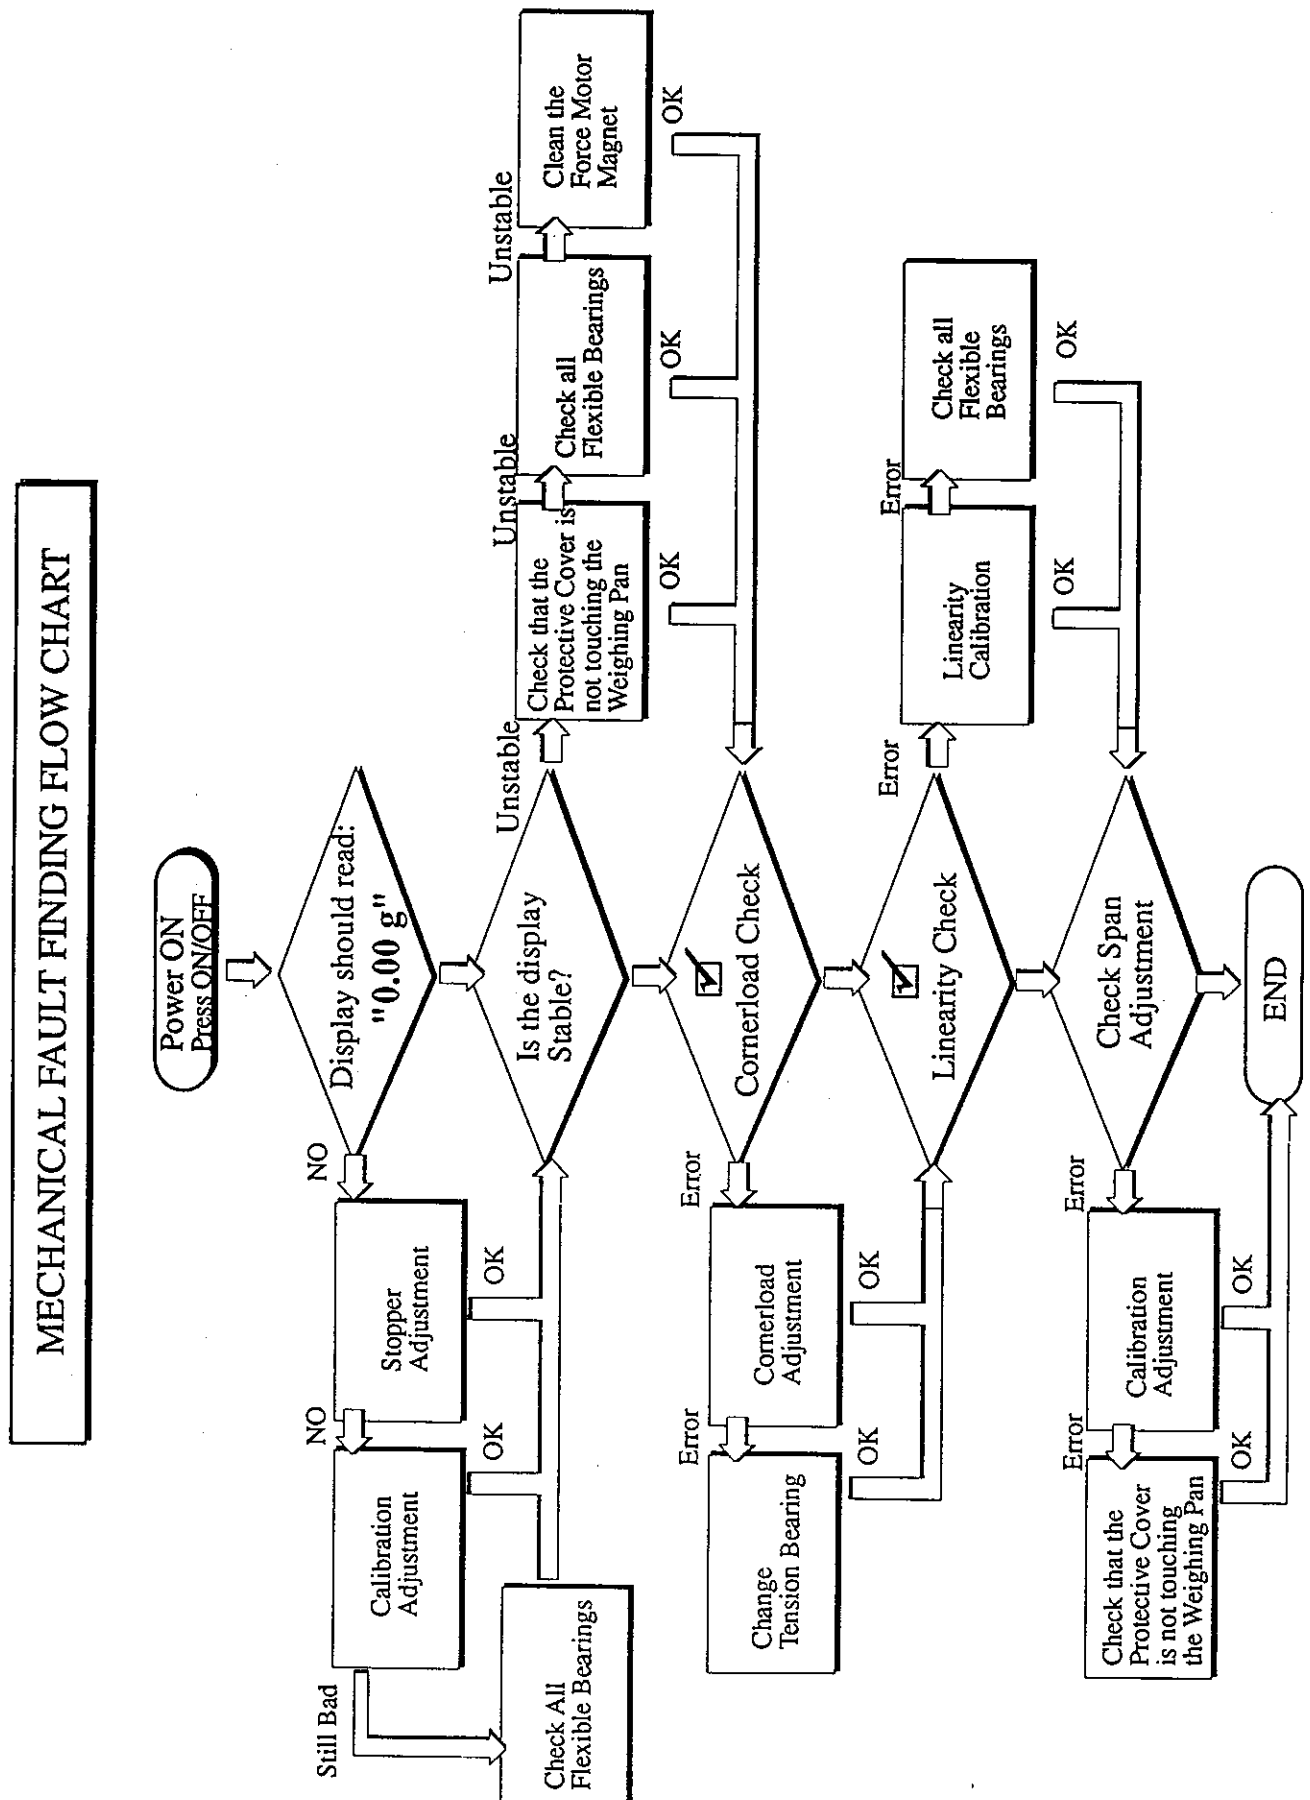 MECHANICAL FAULT FINDING FLOW CHART
Power ON
Press ON/OFF
Display should read:
"0.00 g"
NO
Stopper
Adjustment
OK
NO
Calibration
Adjustment
OK
Still Bad
Check All
Flexible Bearings
Is the display
Stable?
Unstable
Check that the
Protective Cover is
not touching the
Weighing Pan
OK
Unstable
Check all
Flexible Bearings
OK
Unstable
Clean the
Force Motor
Magnet
OK
Cornerload Check
Error
Cornerload
Adjustment
OK
Error
Change
Tension Bearing
OK
Linearity Check
Error
Linearity
Calibration
OK
Error
Check all
Flexible
Bearings
OK
Check Span
Adjustment
Error
Calibration
Adjustment
OK
Error
Check that the
Protective Cover
is not touching
the Weighing Pan
OK
END